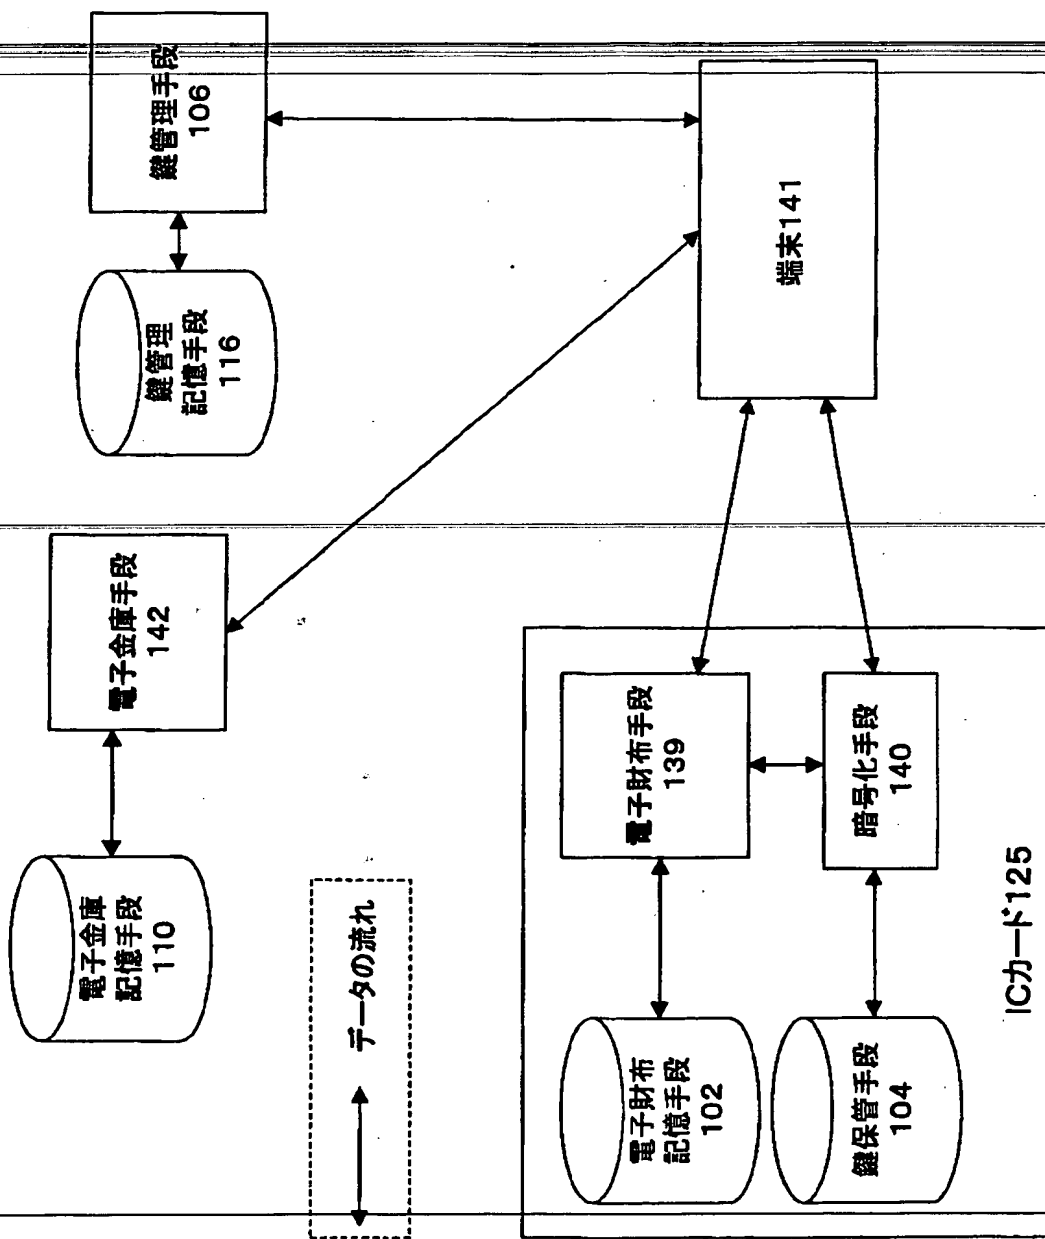 電子金庫
記憶手段
110
電子金庫手段
142
鍵管理
記憶手段
116
鍵管理手段
106
データの流れ
電子財布
記憶手段
102
電子財布手段
139
端末141
鍵保管手段
104
暗号化手段
140
ICカード125